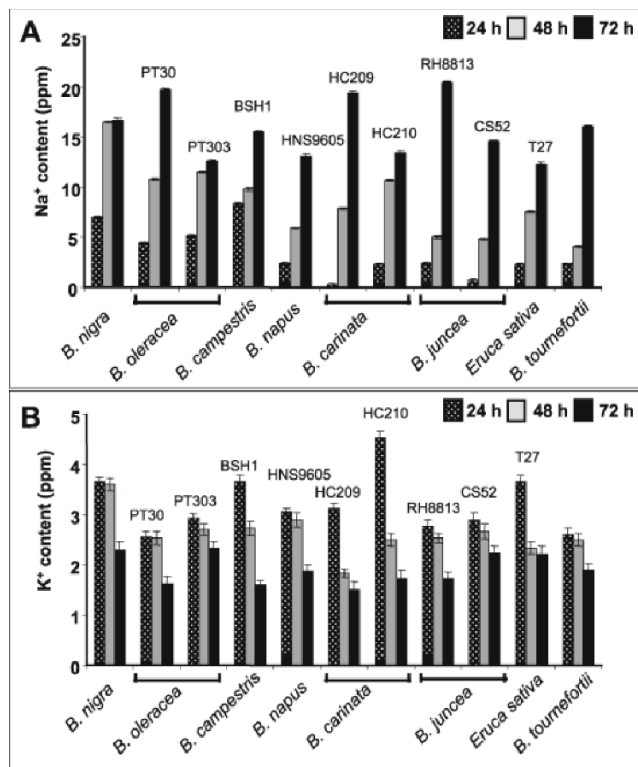 A
24 h 48 h 72 h
Na⁺ content (ppm)
25
20
15
10
5
0
PT30
PT303
BSH1
HNS9605
HC209
HC210
RH8813
CS52
T27
B. nigra
B. oleracea
B. campestris
B. napus
B. carinata
B. juncea
Eruca sativa
B. tournefortii
B
24 h 48 h 72 h
K⁺ content (ppm)
5
4
3
2
1
0
PT30
PT303
BSH1
HNS9605
HC209
HC210
RH8813
CS52
T27
B. nigra
B. oleracea
B. campestris
B. napus
B. carinata
B. juncea
Eruca sativa
B. tournefortii